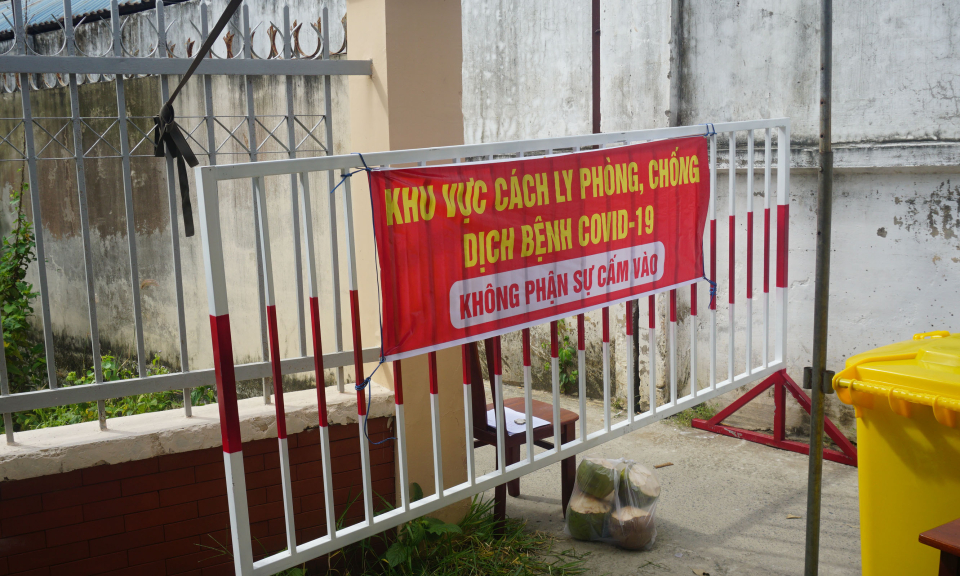 KHU VỰC CÁCH LY PHÒNG, CHỐNG
DỊCH BỆNH COVID-19
KHÔNG PHẬN SỰ CẤM VÀO